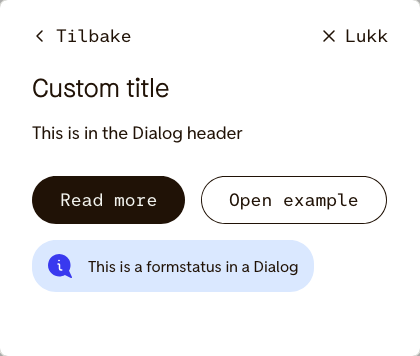 Tilbake
Lukk
Custom title
This is in the Dialog header
Read more
Open example
This is a formstatus in a Dialog